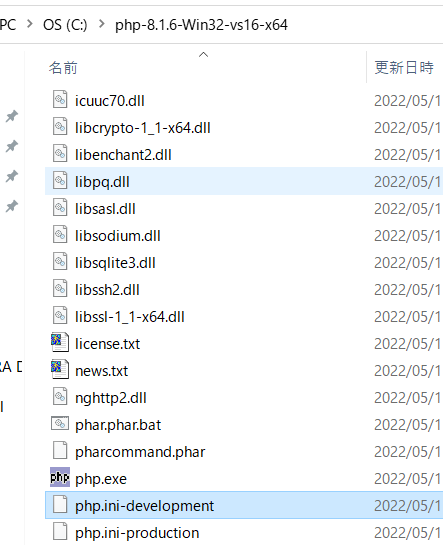 PC > OS (C:) > php-8.1.6-Win32-vs16-x64
名前 更新日時
icuuc70.dll 2022/05/1
libcrypto-1_1-x64.dll 2022/05/1
libenchant2.dll 2022/05/1
libpq.dll 2022/05/1
libsasl.dll 2022/05/1
libsodium.dll 2022/05/1
libsqlite3.dll 2022/05/1
libssh2.dll 2022/05/1
libssl-1_1-x64.dll 2022/05/1
license.txt 2022/05/1
news.txt 2022/05/1
nghttp2.dll 2022/05/1
phar.phar.bat 2022/05/1
pharcommand.phar 2022/05/1
php php.exe 2022/05/1
php.ini-development 2022/05/1
php.ini-production 2022/05/1